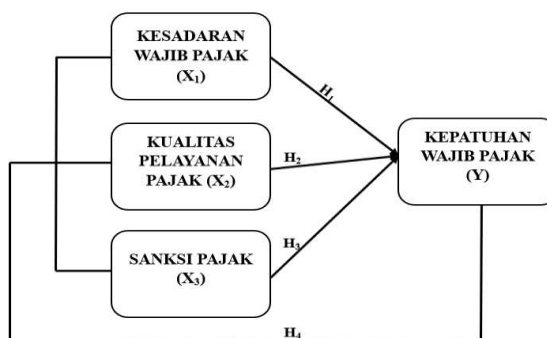 KESADARAN
WAJIB PAJAK
(X₁)
H₁
KUALITAS
PELAYANAN
PAJAK (X₂)
H₂
KEPATUHAN
WAJIB PAJAK
(Y)
SANKSI PAJAK
(X₃)
H₃
H₄